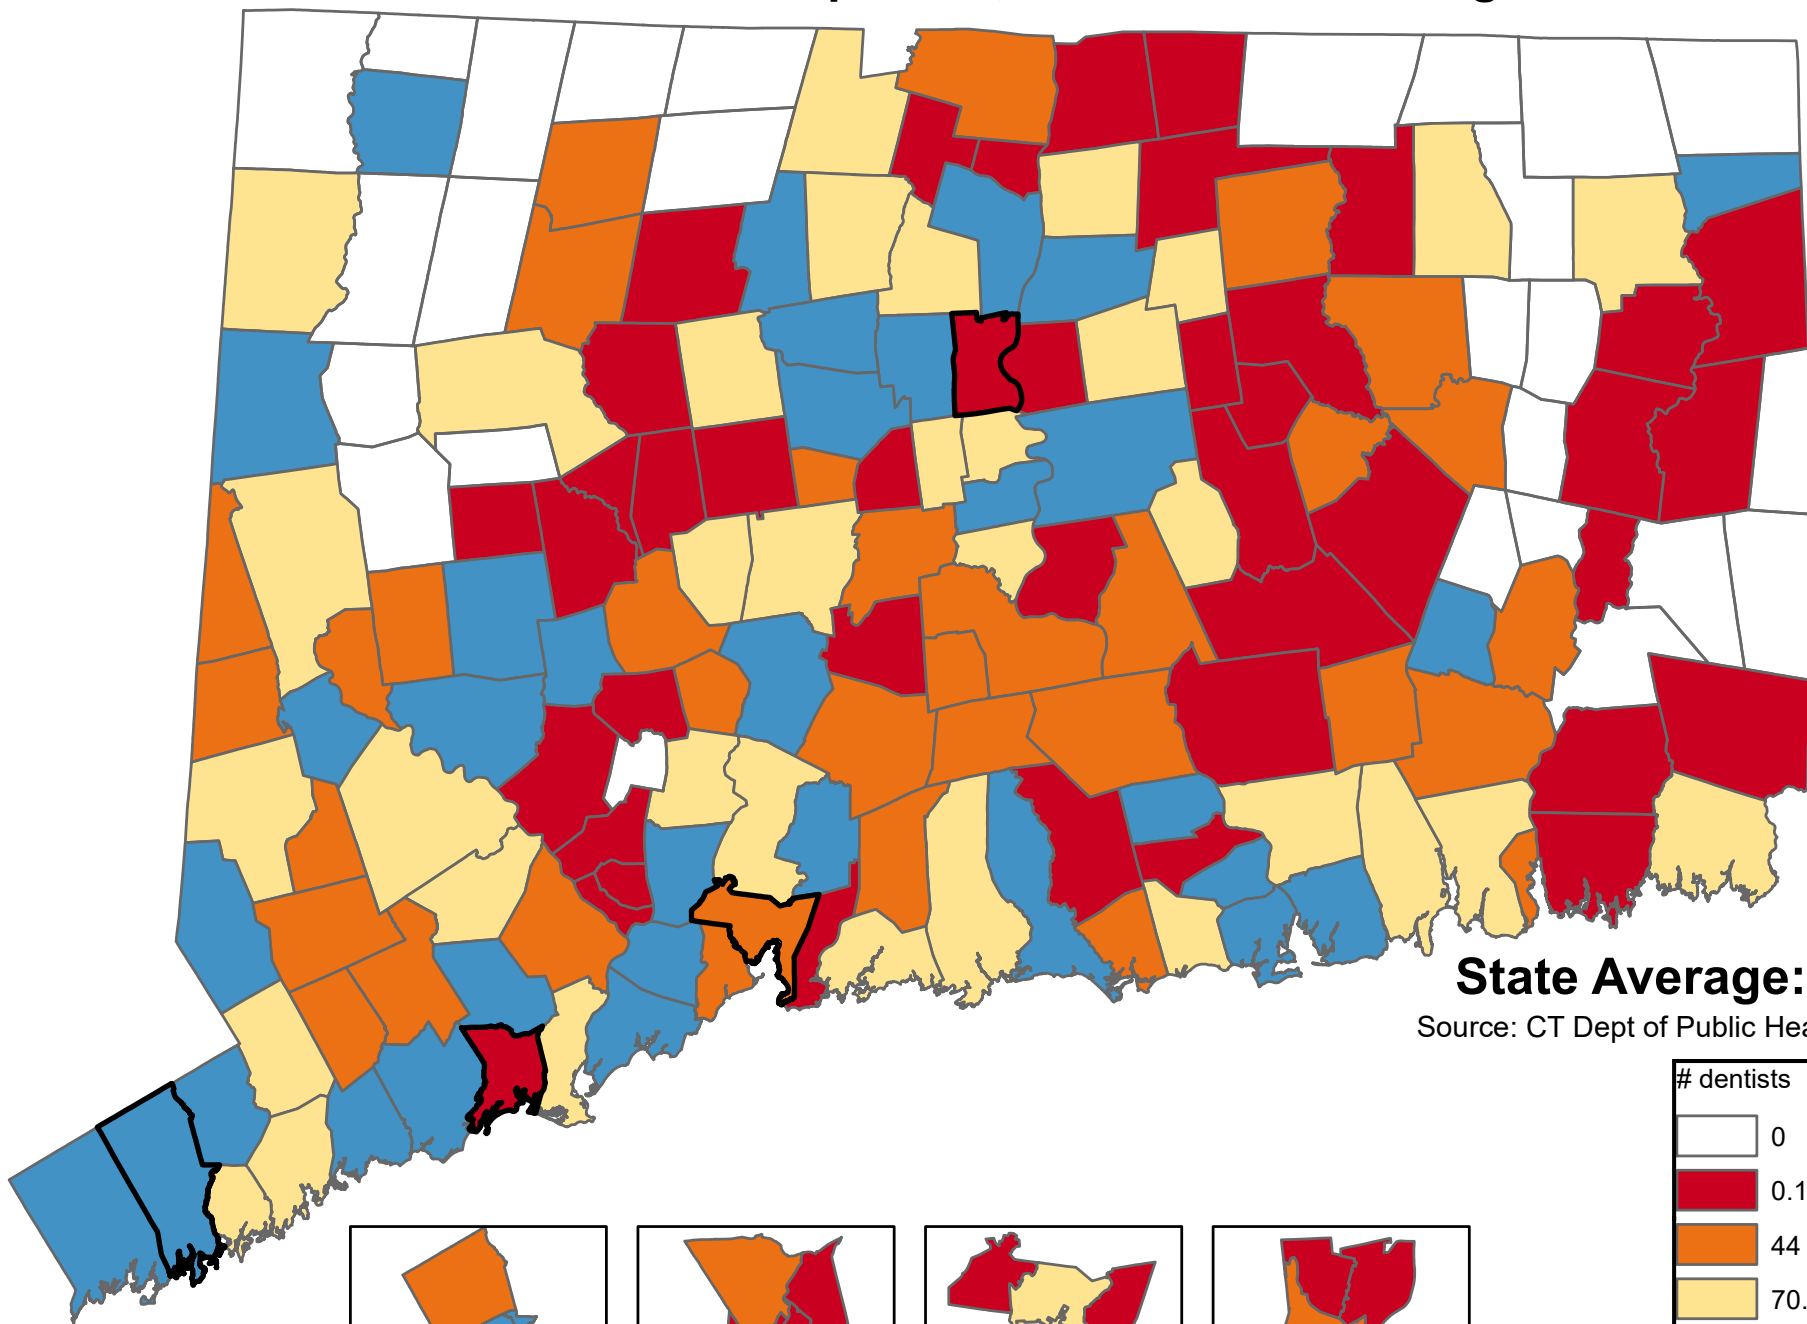 State Average:
Source: CT Dept of Public Hea
# dentists
0
0.1
44
70.